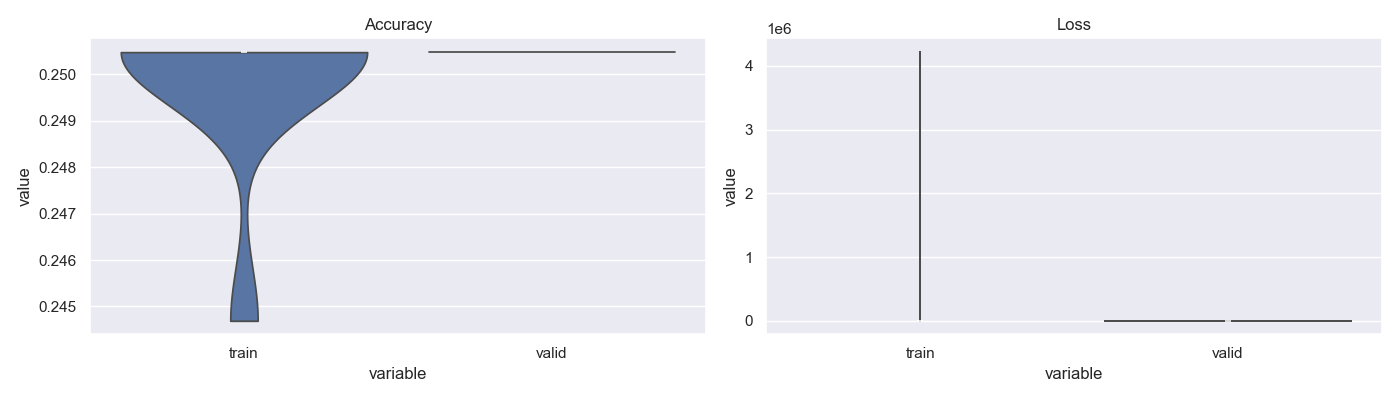 Accuracy
0.250
0.249
0.248
0.247
0.246
0.245
value
train
valid
variable
Loss
1e6
4
3
2
1
0
value
train
valid
variable